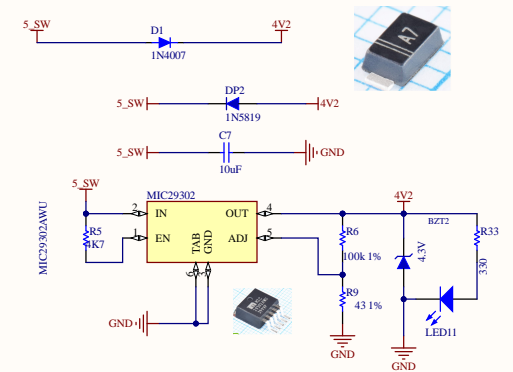 5_SW
D1
4V2
1N4007
A7
DP2
5_SW
4V2
1N5819
C7
5_SW
GND
10uF
5_SW
MIC29302
4V2
MIC29302AWU
2
IN
OUT
4
BZT2
R5
4K7
1
EN
ADJ
5
TAB
GND
R6
100k 1%
4.3V
R33
330
6
3
R9
43 1%
GND
LED11
GND
GND